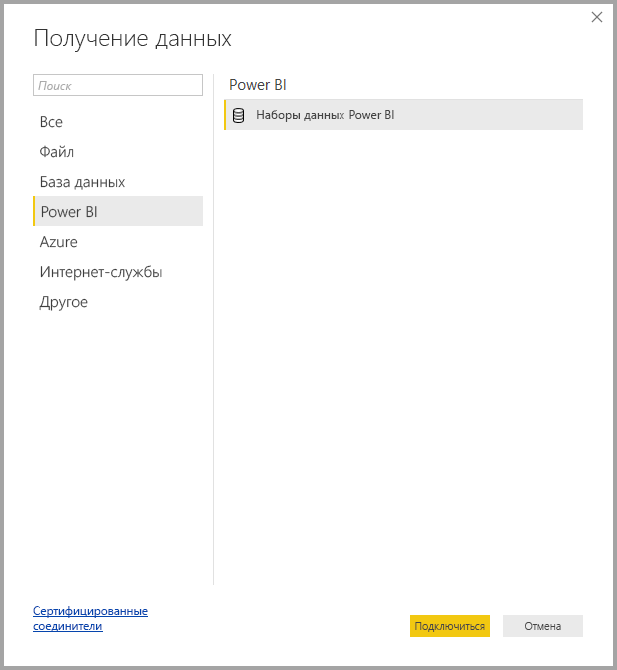 Получение данных
Поиск
Все
Файл
База данных
Power BI
Azure
Интернет-службы
Другое
Power BI
Наборы данных Power BI
Сертифицированные
соединители
Подключиться
Отмена